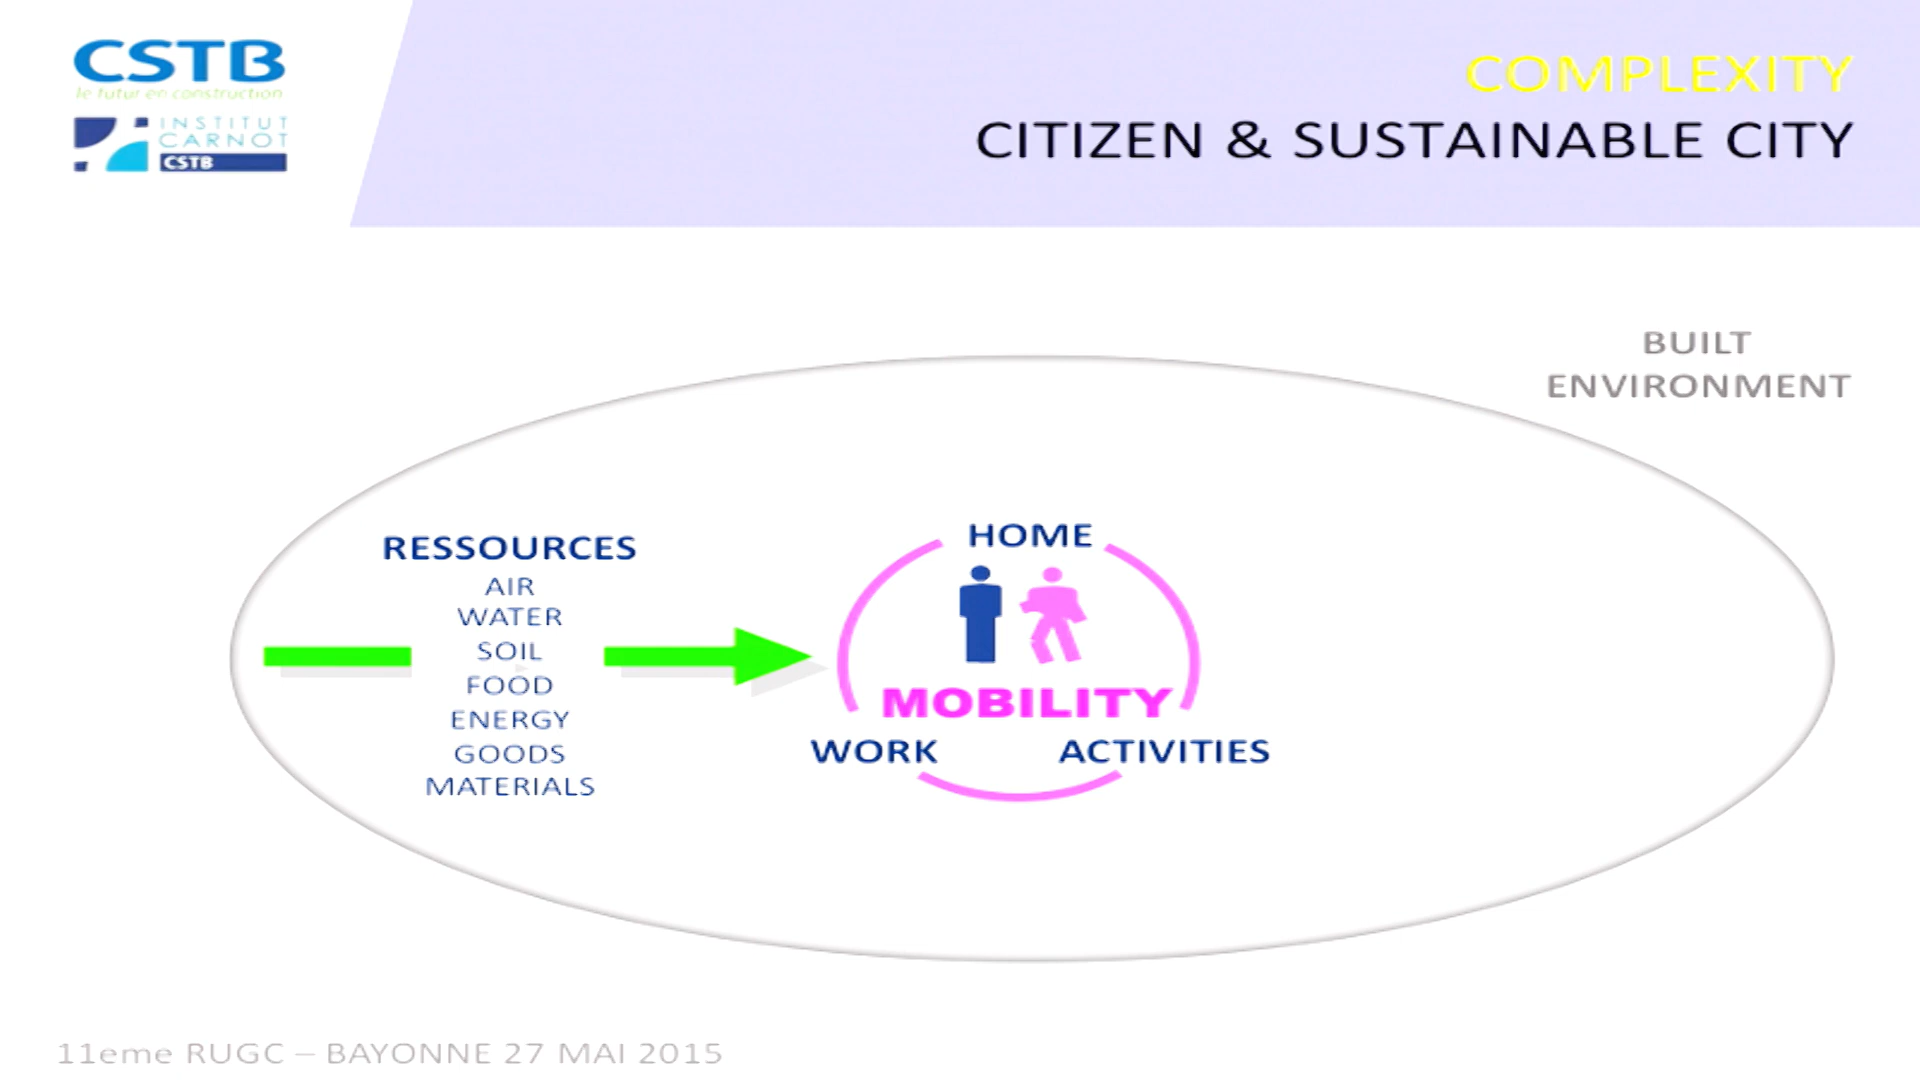 CSTB
le futur en construction
INSTITUT
CARNOT
CSTB
COMPLEXITY
CITIZEN & SUSTAINABLE CITY
BUILT
ENVIRONMENT
RESSOURCES
AIR
WATER
SOIL
FOOD
ENERGY
GOODS
MATERIALS
HOME
MOBILITY
WORK
ACTIVITIES
11eme RUGC – BAYONNE 27 MAI 2015